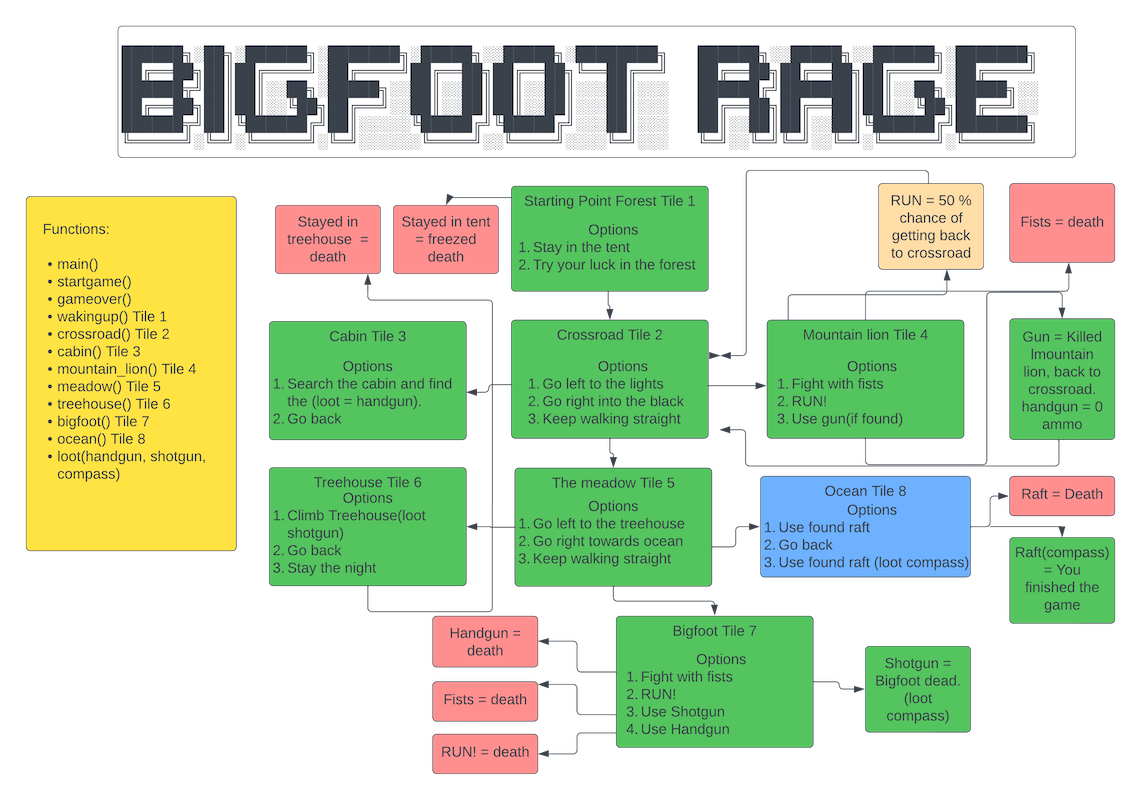 BIGFOOT RAGE
Functions:
• main()
• startgame()
• gameover()
• wakingup() Tile 1
• crossroad() Tile 2
• cabin() Tile 3
• mountain_lion() Tile 4
• meadow() Tile 5
• treehouse() Tile 6
• bigfoot() Tile 7
• ocean() Tile 8
• loot(handgun, shotgun,
compass)
Stayed in
treehouse =
death
Stayed in tent
= freezed
death
Starting Point Forest Tile 1
Options
1. Stay in the tent
2. Try your luck in the forest
RUN = 50 %
chance of
getting back
to crossroad
Fists = death
Cabin Tile 3
Options
1. Search the cabin and find
the (loot = handgun).
2. Go back
Crossroad Tile 2
Options
1. Go left to the lights
2. Go right into the black
3. Keep walking straight
Mountain lion Tile 4
Options
1. Fight with fists
2. RUN!
3. Use gun(if found)
Gun = Killed
lmountain
lion, back to
crossroad.
handgun = 0
ammo
Treehouse Tile 6
Options
1. Climb Treehouse(loot
shotgun)
2. Go back
3. Stay the night
The meadow Tile 5
Options
1. Go left to the treehouse
2. Go right towards ocean
3. Keep walking straight
Ocean Tile 8
Options
1. Use found raft
2. Go back
3. Use found raft (loot compass)
Raft = Death
Raft(compass)
= You
finished the
game
Handgun =
death
Fists = death
RUN! = death
Bigfoot Tile 7
Options
1. Fight with fists
2. RUN!
3. Use Shotgun
4. Use Handgun
Shotgun =
Bigfoot dead.
(loot
compass)